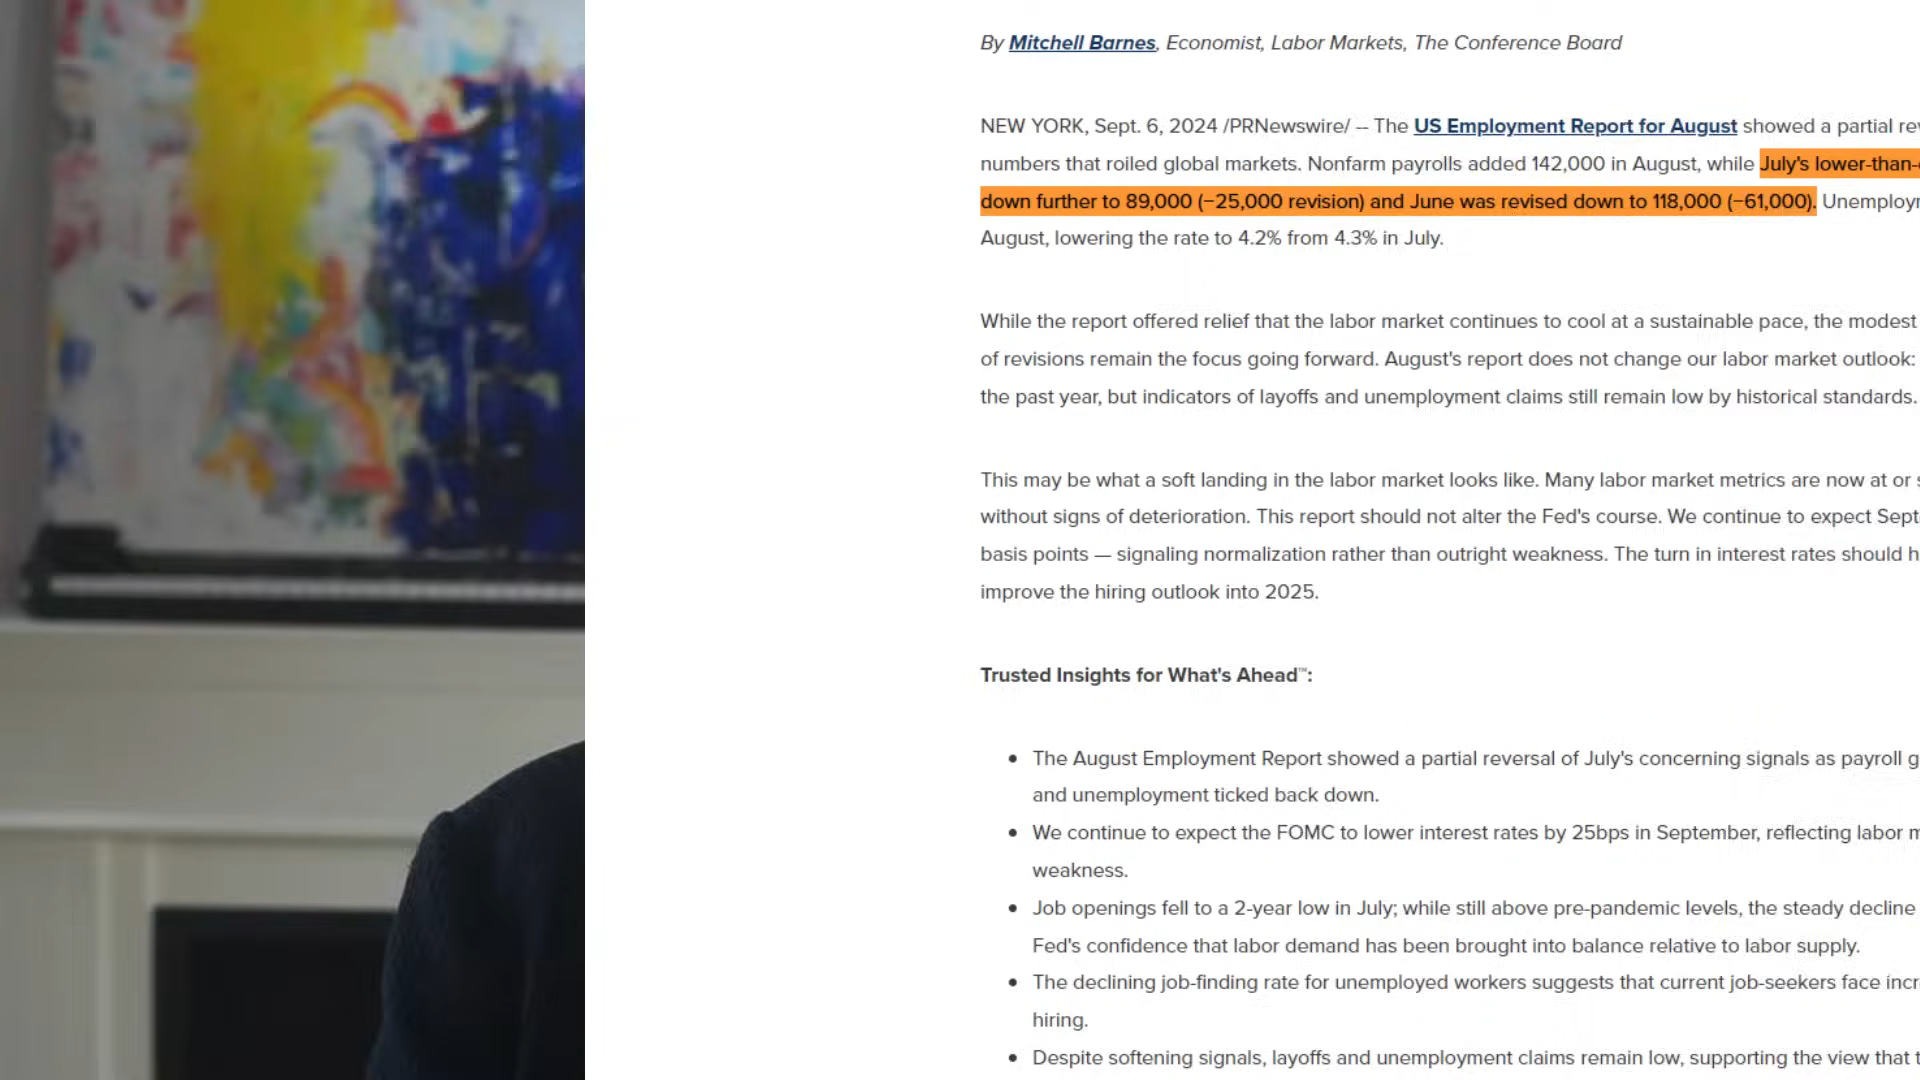 By Mitchell Barnes, Economist, Labor Markets, The Conference Board
NEW YORK, Sept. 6, 2024 /PRNewswire/ -- The US Employment Report for August showed a partial
numbers that roiled global markets. Nonfarm payrolls added 142,000 in August, while July's lower-than-
down further to 89,000 (−25,000 revision) and June was revised down to 118,000 (−61,000).
August, lowering the rate to 4.2% from 4.3% in July.
While the report offered relief that the labor market continues to cool at a sustainable pace, the modest
of revisions remain the focus going forward. August's report does not change our labor market outlook:
the past year, but indicators of layoffs and unemployment claims still remain low by historical standards.
This may be what a soft landing in the labor market looks like. Many labor market metrics are now at or
without signs of deterioration. This report should not alter the Fed's course. We continue to expect
basis points — signaling normalization rather than outright weakness. The turn in interest rates should
improve the hiring outlook into 2025.
Trusted Insights for What's Ahead™:
• The August Employment Report showed a partial reversal of July's concerning signals as payroll
and unemployment ticked back down.
• We continue to expect the FOMC to lower interest rates by 25bps in September, reflecting labor
weakness.
• Job openings fell to a 2-year low in July; while still above pre-pandemic levels, the steady decline
Fed's confidence that labor demand has been brought into balance relative to labor supply.
• The declining job-finding rate for unemployed workers suggests that current job-seekers face
hiring.
• Despite softening signals, layoffs and unemployment claims remain low, supporting the view that